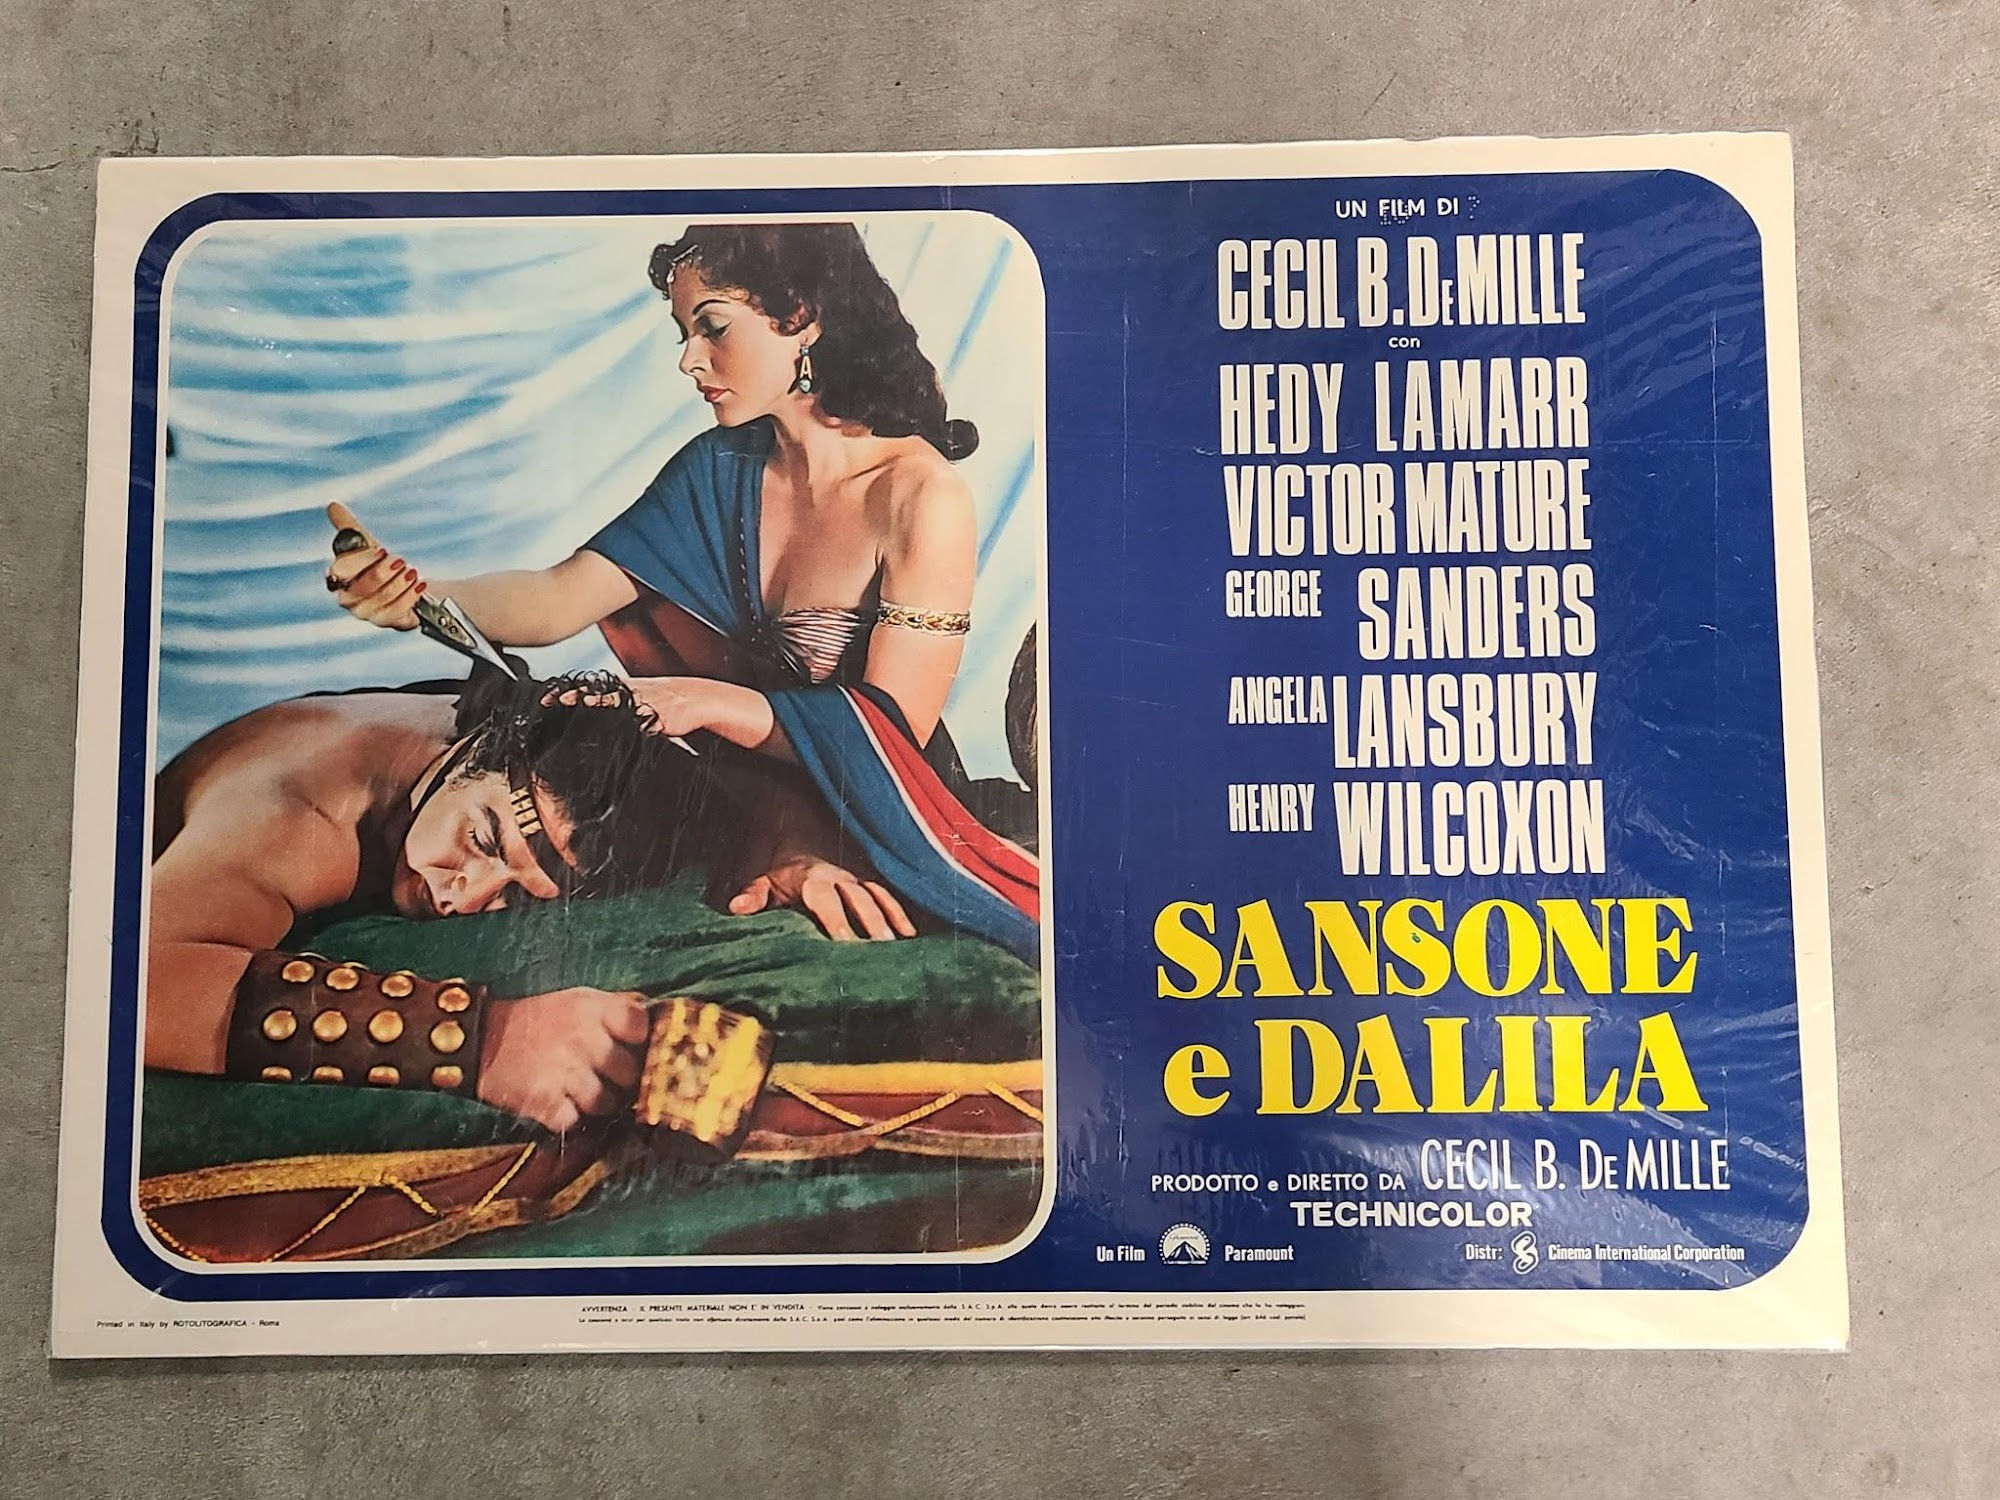 UN FILM DI
CECIL B. DeMILLE
con
HEDY LAMARR
VICTOR MATURE
GEORGE SANDERS
ANGELA LANSBURY
HENRY WILCOXON
SANSONE
e DALILA
PRODOTTO e DIRETTO DA CECIL B. DeMILLE
TECHNICOLOR
Un Film Paramount Paramount Distr: Cinema International Corporation
AVVERTENZA - IL PRESENTE MATERIALE NON E' IN VENDITA -
Printed in Italy by ROTOLITOGRAFICA - Roma